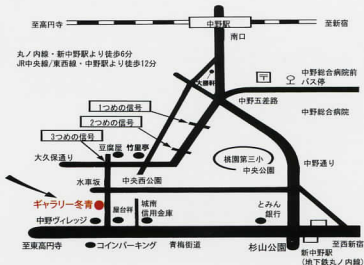 至高円寺
中野駅
至新宿
南口
丸ノ内線・新中野駅より徒歩6分
JR中央線/東西線・中野駅より徒歩12分
大勝軒
〒
中野総合病院前
バス停
中野五差路
中野総合病院
1つめの信号
2つめの信号
3つめの信号
豆腐屋
竹里亭
大久保通り
中央西公園
桃園第三小
中央公園
中野通り
水車坂
ギャラリー冬青
屋台祥
城南
信用金庫
とみん
銀行
中野ヴィレッジ
至東高円寺
コインパーキング
青梅街道
杉山公園
至西新宿
新中野駅
(地下鉄丸ノ内線)